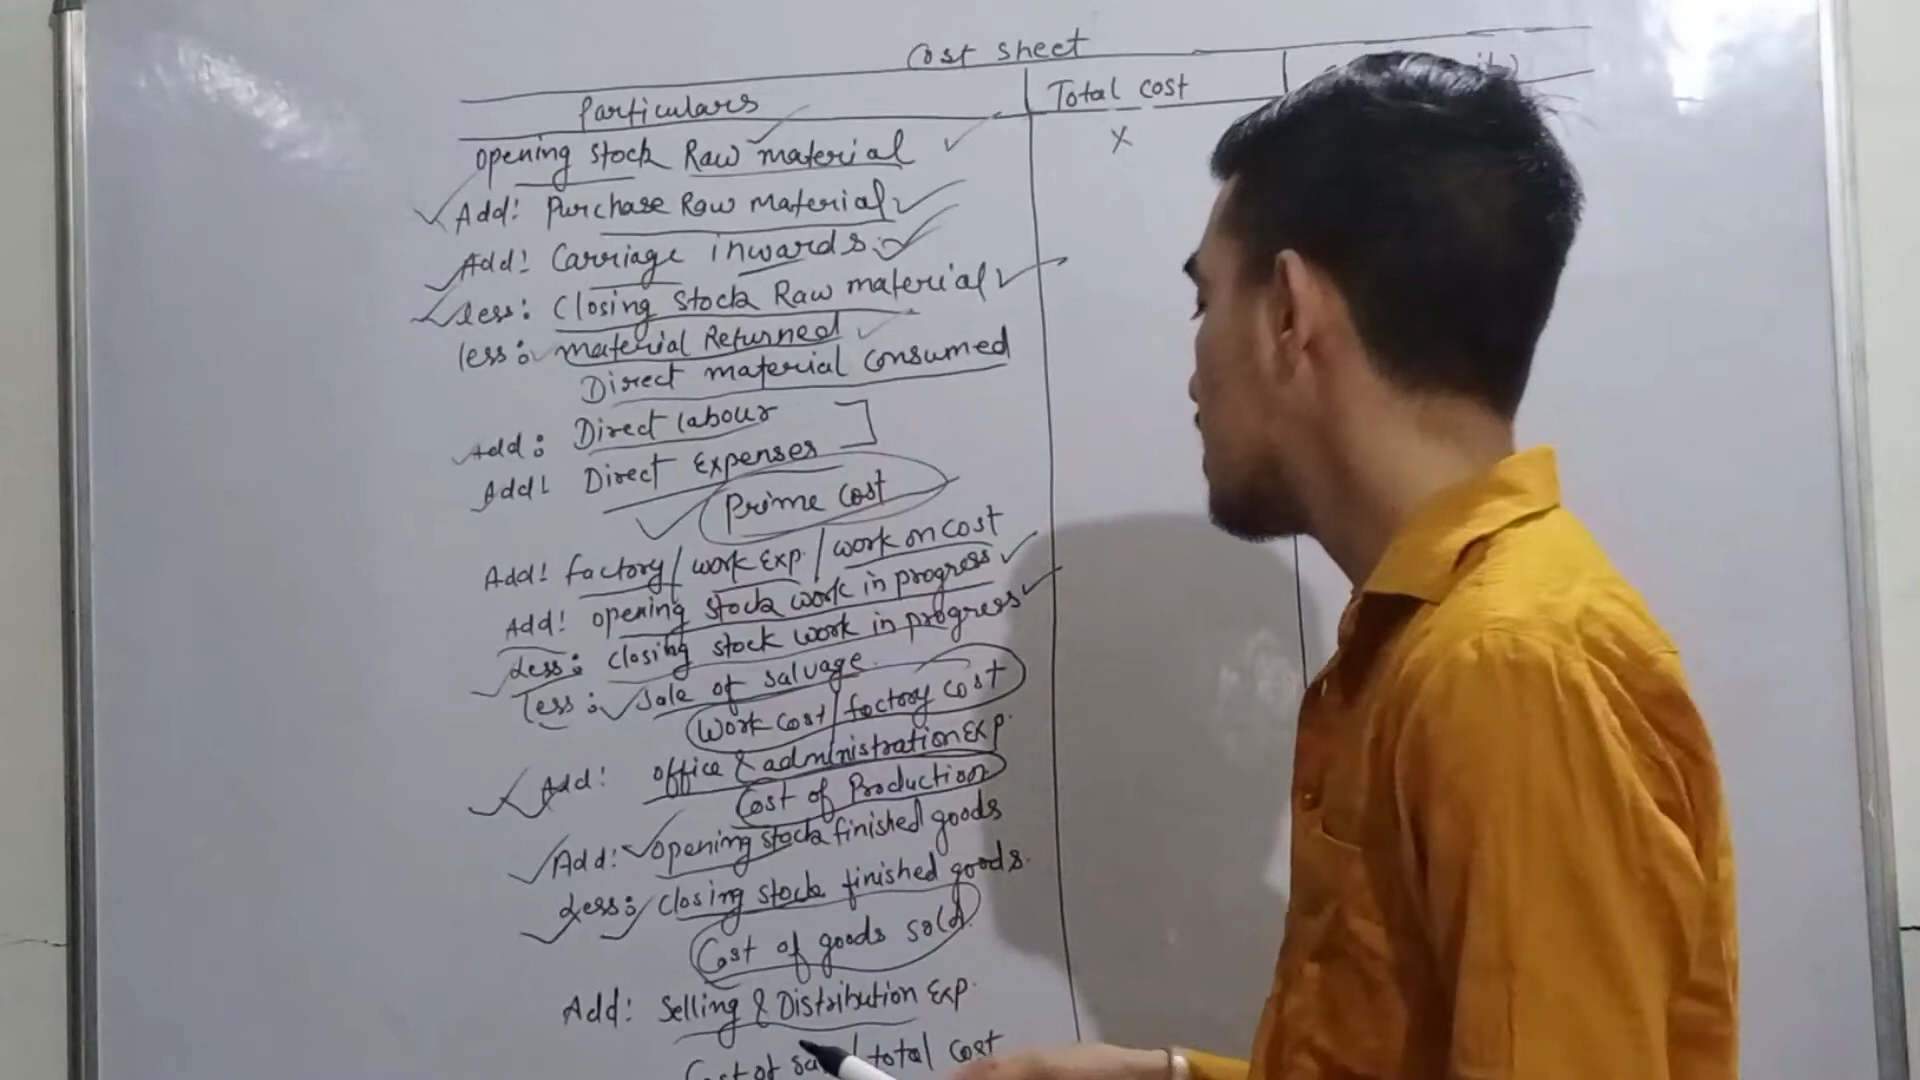 Cost sheet
Particulars
Total cost
opening stock Raw material
x
Add! Purchase Raw material
Add! Carriage inwards.
less: Closing stock Raw material
less: material Returned
Direct material consumed
Add: Direct labour
Add! Direct Expenses
Prime cost
Add! factory/work Exp./work on cost
Add! opening stock work in progress
Less: closing stock work in progress
Less: Sale of salvage
Work cost/factory cost
Add! office & administration Exp.
Cost of Production
Add: opening stock finished goods
Less: closing stock finished goods.
Cost of goods sold
Add: Selling & Distribution Exp.
Cost of total cost